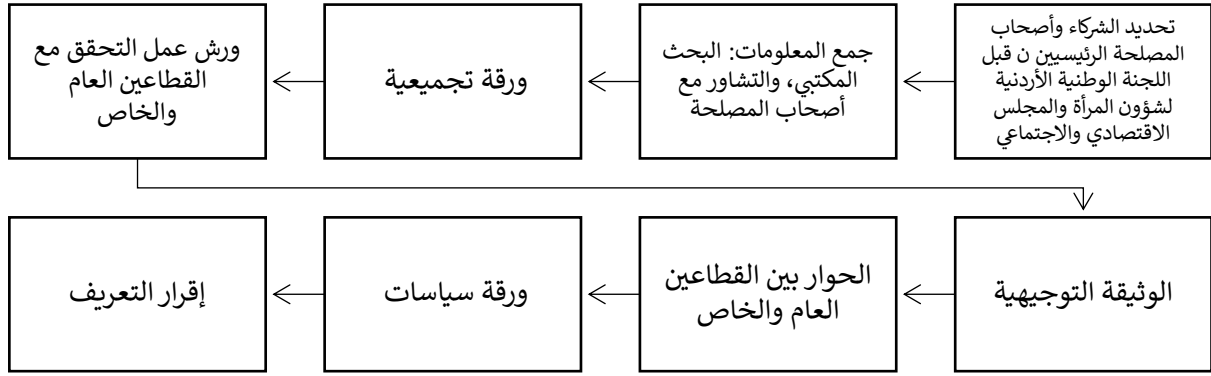 تحديد الشركاء وأصحاب
المصلحة الرئيسيين ن قبل
اللجنة الوطنية الأردنية
لشؤون المرأة والمجلس
الاقتصادي والاجتماعي
جمع المعلومات: البحث
المكتبي، والتشاور مع
أصحاب المصلحة
ورقة تجميعية
ورش عمل التحقق مع
القطاعين العام
والخاص
الوثيقة التوجيهية
الحوار بين القطاعين
العام والخاص
ورقة سياسات
إقرار التعريف